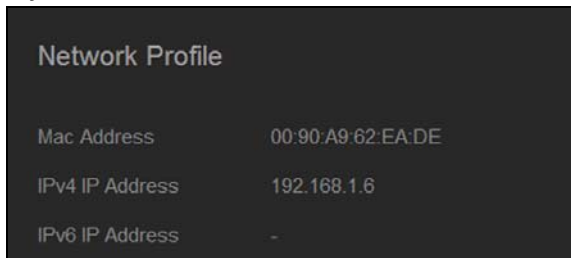 Network Profile
Mac Address 00:90:A9:62:EA:DE
IPv4 IP Address 192.168.1.6
IPv6 IP Address -